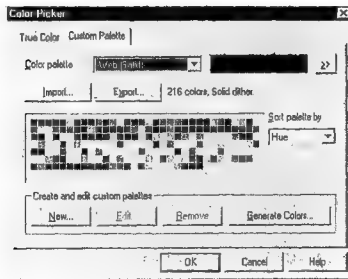 Color Picker
True Color Custom Palette
Color palette Web (Solid) >>
Import... Export... 216 colors, Solid dither.
Sort palette by
Hue
Create and edit custom palettes
New... Edit Remove Generate Colors...
OK Cancel Help